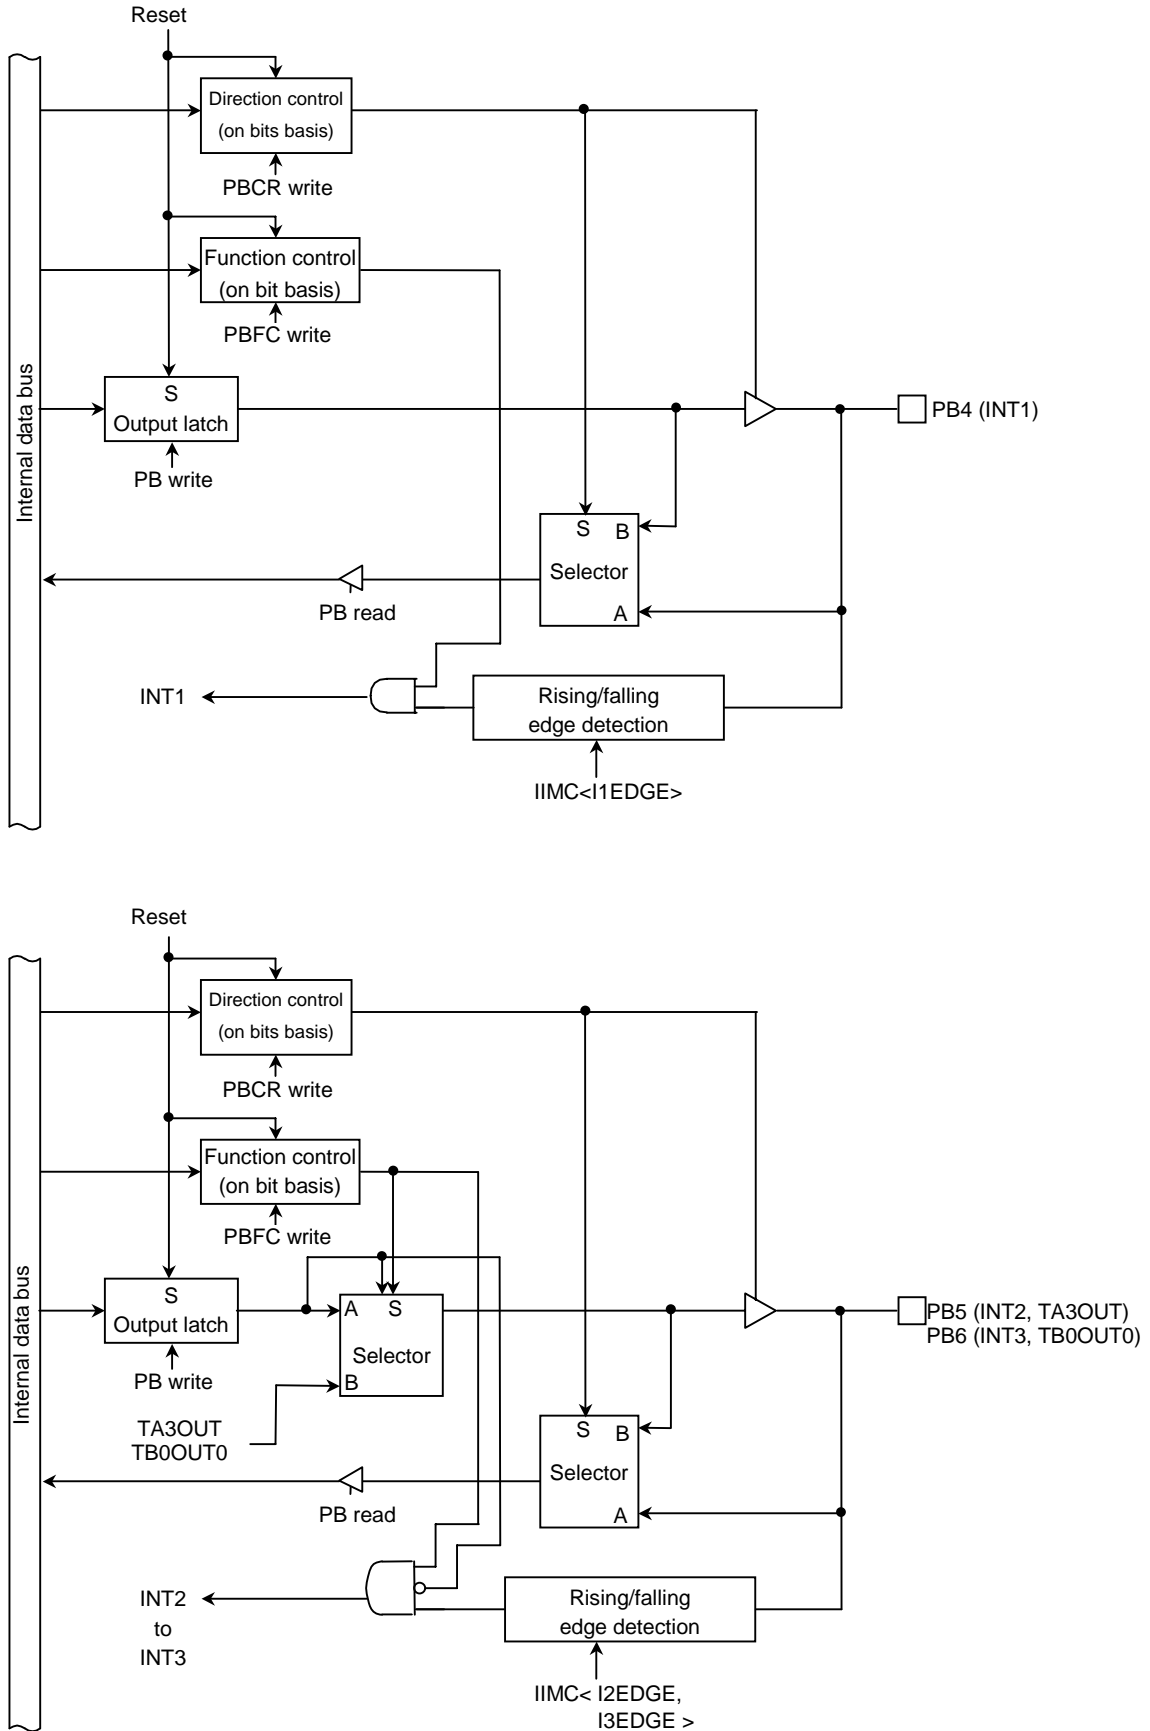 Reset
Direction control
(on bits basis)
PBCR write
Function control
(on bit basis)
PBFC write
Internal data bus
S
Output latch
PB write
PB4 (INT1)
S
B
Selector
A
PB read
INT1
Rising/falling
edge detection
IIMC<I1EDGE>
Reset
Direction control
(on bits basis)
PBCR write
Function control
(on bit basis)
PBFC write
Internal data bus
S
Output latch
PB write
A
S
Selector
B
TA3OUT
TB0OUT0
PB5 (INT2, TA3OUT)
PB6 (INT3, TB0OUT0)
S
B
Selector
A
PB read
INT2
to
INT3
Rising/falling
edge detection
IIMC< I2EDGE,
I3EDGE >